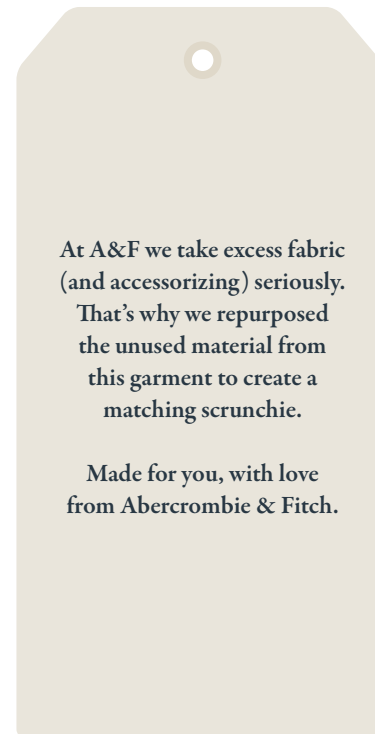 At A&F we take excess fabric
(and accessorizing) seriously.
That’s why we repurposed
the unused material from
this garment to create a
matching scrunchie.
Made for you, with love
from Abercrombie & Fitch.